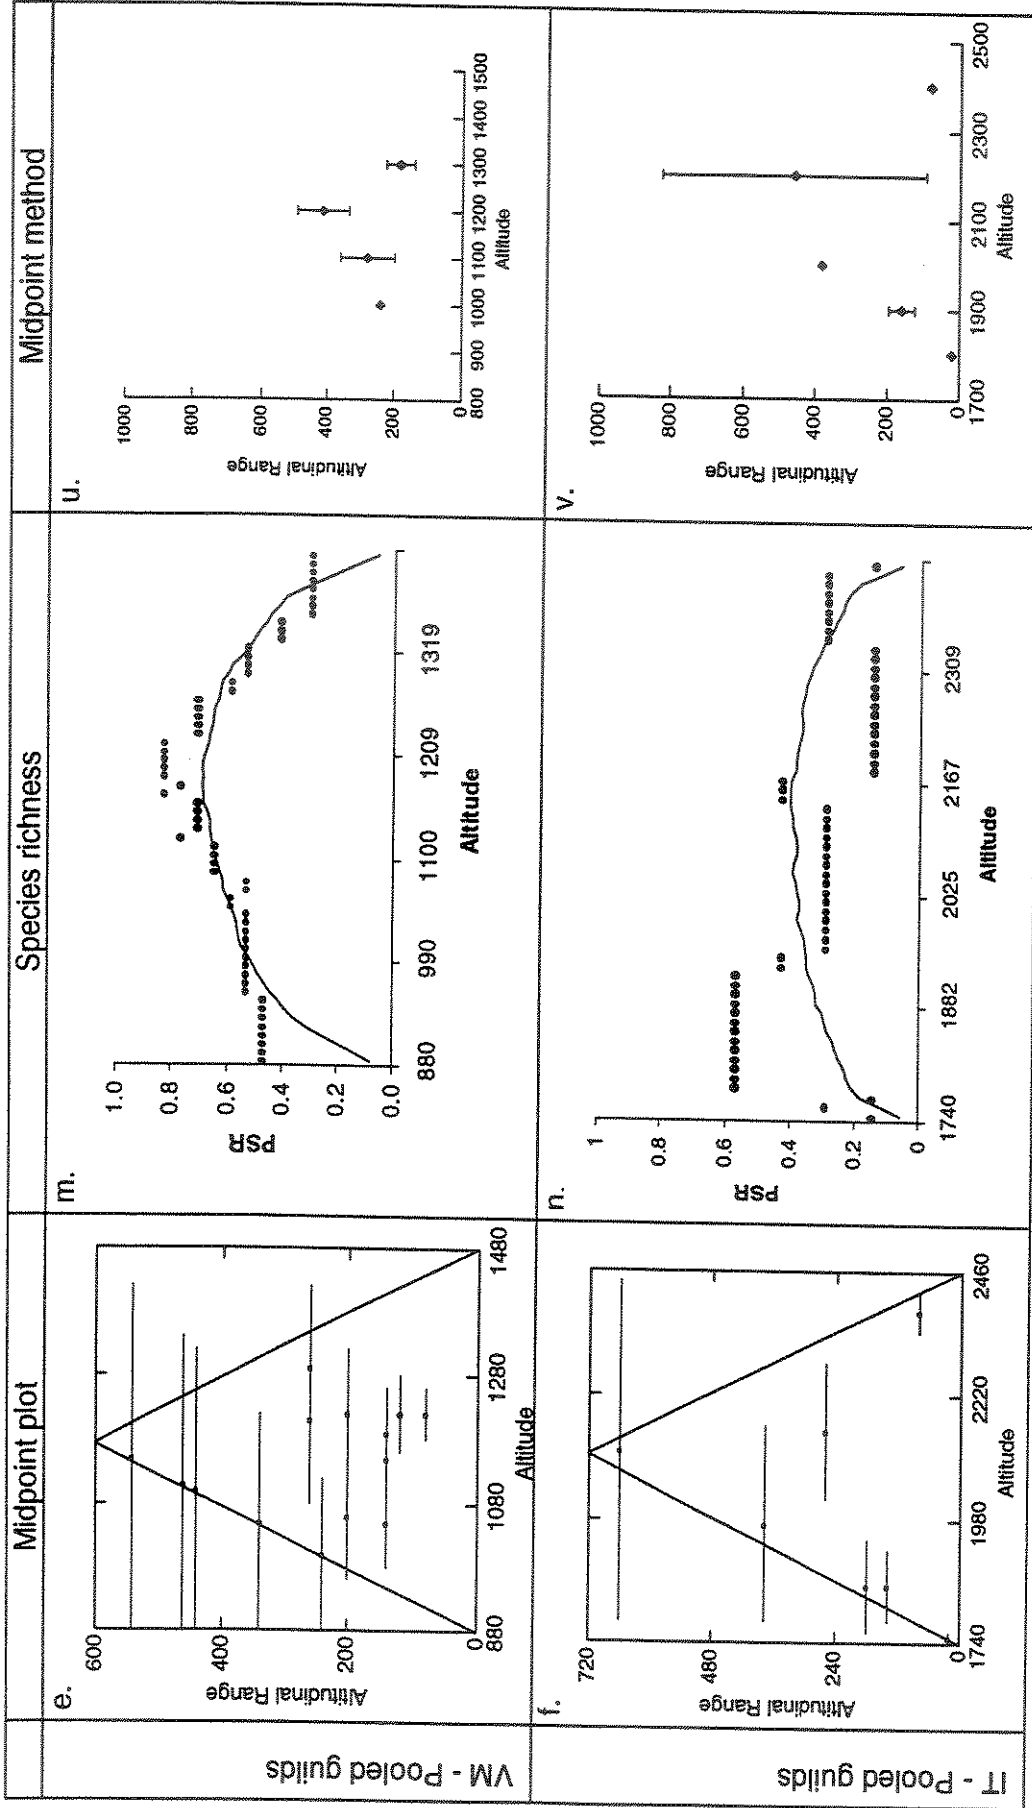 Midpoint plot
Species richness
Midpoint method
VM - Pooled guilds
e.
Altitudinal Range
600
400
200
0
880
1080
1280
1480
Altitude
m.
PSR
1.0
0.8
0.6
0.4
0.2
0.0
880
990
1100
1209
1319
Altitude
u.
Altitudinal Range
1000
800
600
400
200
0
800 900 1000 1100 1200 1300 1400 1500
Altitude
IT - Pooled guilds
f.
Altitudinal Range
720
480
240
0
1740
1980
2220
2460
Altitude
n.
PSR
1
0.8
0.6
0.4
0.2
0
1740
1882
2025
2167
2309
Altitude
v.
Altitudinal Range
1000
800
600
400
200
0
1700
1900
2100
2300
2500
Altitude